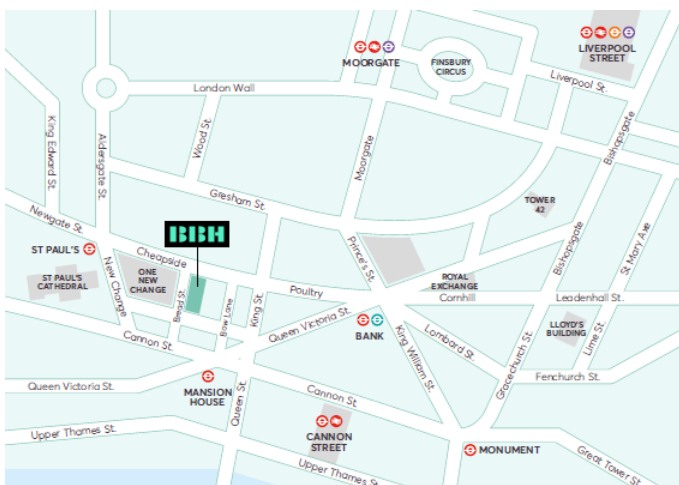 LIVERPOOL
STREET
MOORGATE
FINSBURY
CIRCUS
Liverpool St.
London Wall
King Edward St.
Aldersgate St.
Wood St.
Moorgate
Bishopsgate
Gresham St.
TOWER
42
Newgate St.
BBH
ST PAUL'S
Cheapside
Prince's St.
Bishopsgate
St Mary Axe
ST PAUL'S
CATHEDRAL
New Change
ONE
NEW
CHANGE
Bread St.
Bow Lane
King St.
Poultry
ROYAL
EXCHANGE
Cornhill
Leadenhall St.
Queen Victoria St.
BANK
King William St.
Lombard St.
Gracechurch St.
LLOYD'S
BUILDING
Lime St.
Cannon St.
Fenchurch St.
Queen Victoria St.
MANSION
HOUSE
Queen St.
Cannon St.
Upper Thames St.
CANNON
STREET
MONUMENT
Upper Thames St.
Great Tower St.